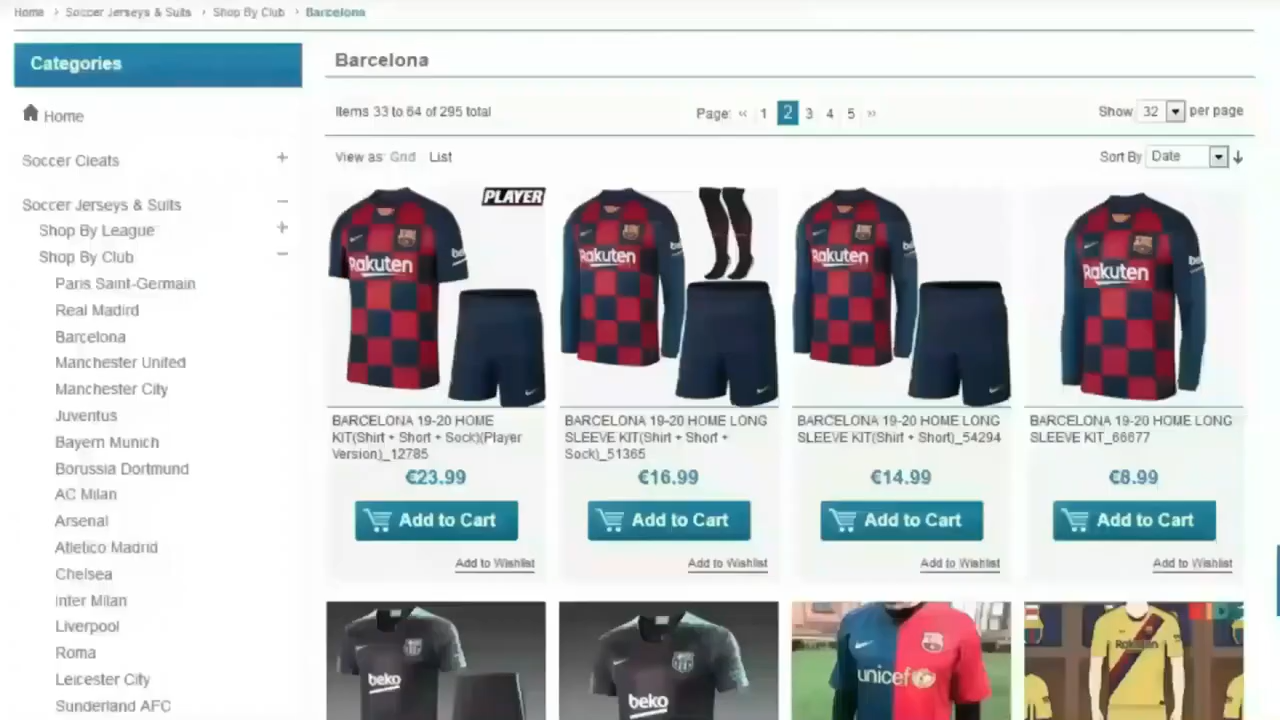 Home > Soccer Jerseys & Suits > Shop By Club > Barcelona
Categories
Home
Soccer Cleats +
Soccer Jerseys & Suits −
Shop By League +
Shop By Club −
Paris Saint-Germain
Real Madird
Barcelona
Manchester United
Manchester City
Juventus
Bayern Munich
Borussia Dortmund
AC Milan
Arsenal
Atletico Madrid
Chelsea
Inter Milan
Liverpool
Roma
Leicester City
Sunderland AFC
Barcelona
Items 33 to 64 of 295 total
Page: « 1 2 3 4 5 »
Show 32 per page
View as: Grid List
Sort By Date
PLAYER
Rakuten
beko
BARCELONA 19-20 HOME
KIT(Shirt + Short + Sock)(Player
Version)_12785
€23.99
Add to Cart
Add to Wishlist
Rakuten
BARCELONA 19-20 HOME LONG
SLEEVE KIT(Shirt + Short +
Sock)_51365
€16.99
Add to Cart
Add to Wishlist
Rakuten
BARCELONA 19-20 HOME LONG
SLEEVE KIT(Shirt + Short)_54294
€14.99
Add to Cart
Add to Wishlist
Rakuten
BARCELONA 19-20 HOME LONG
SLEEVE KIT_66677
€8.99
Add to Cart
Add to Wishlist
beko
beko
unicef
Rakuten